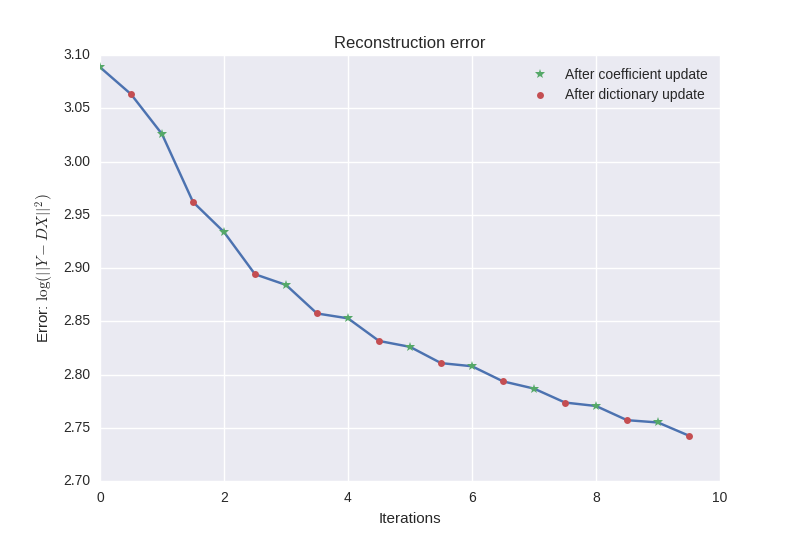 Reconstruction error
After coefficient update
After dictionary update
3.10
3.05
3.00
2.95
2.90
2.85
2.80
2.75
2.70
Error: log(||Y − DX||²)
0 2 4 6 8 10
Iterations